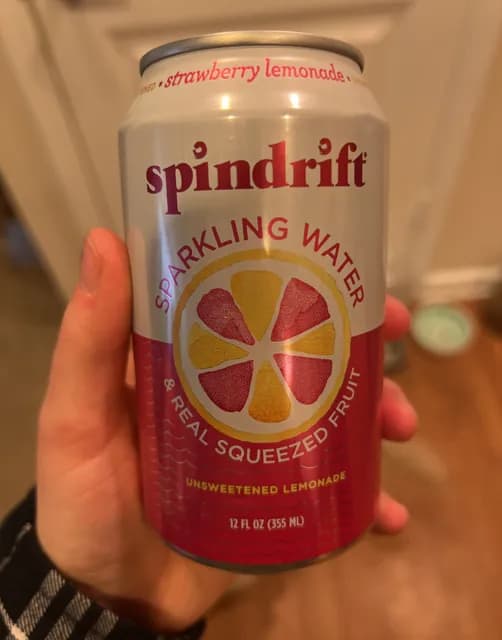 • strawberry lemonade •
spindrift
SPARKLING WATER
& REAL SQUEEZED FRUIT
UNSWEETENED LEMONADE
12 FL OZ (355 ML)